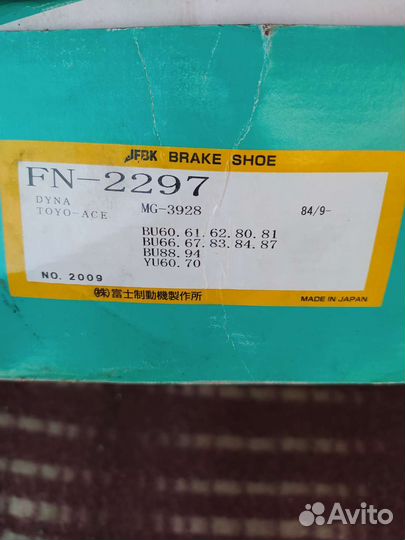 JFBK BRAKE SHOE
FN-2297
DYNA MG-3928 84/9-
TOYO-ACE
BU60. 61. 62. 80. 81
BU66. 67. 83. 84. 87
BU88. 94
YU60. 70
NO. 2009
㈱富士制動機製作所 MADE IN JAPAN
Avito